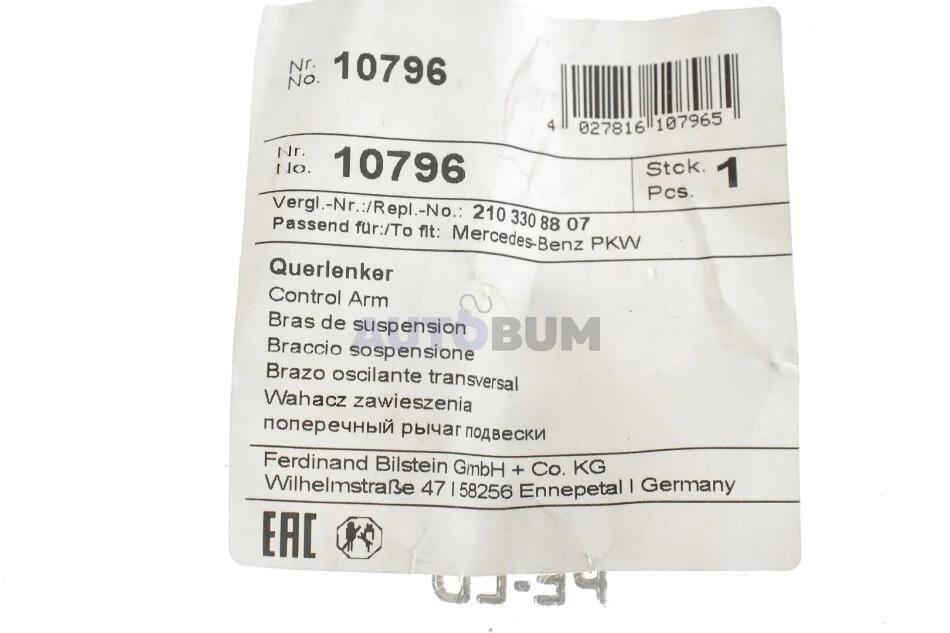 Nr.
No. 10796
4 027816 107965
Nr.
No. 10796
Stck.
Pcs. 1
Vergl.-Nr.:/Repl.-No.: 210 330 88 07
Passend für:/To fit: Mercedes-Benz PKW
Querlenker
Control Arm
Bras de suspension
AUTOBUM
Braccio sospensione
Brazo oscilante transversal
Wahacz zawieszenia
поперечный рычаг подвески
Ferdinand Bilstein GmbH + Co. KG
Wilhelmstraße 47 | 58256 Ennepetal | Germany
EAC